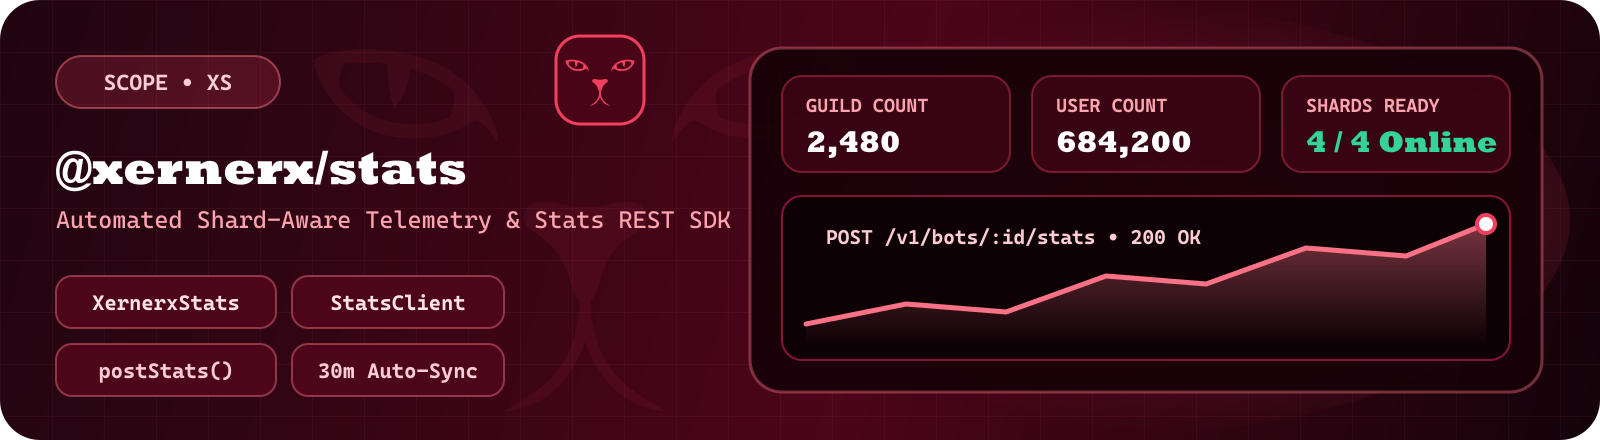 SCOPE • XS
@xernerx/stats
Automated Shard-Aware Telemetry & Stats REST SDK
XernerxStats
StatsClient
postStats()
30m Auto-Sync
GUILD COUNT
2,480
USER COUNT
684,200
SHARDS READY
4 / 4 Online
POST /v1/bots/:id/stats • 200 OK